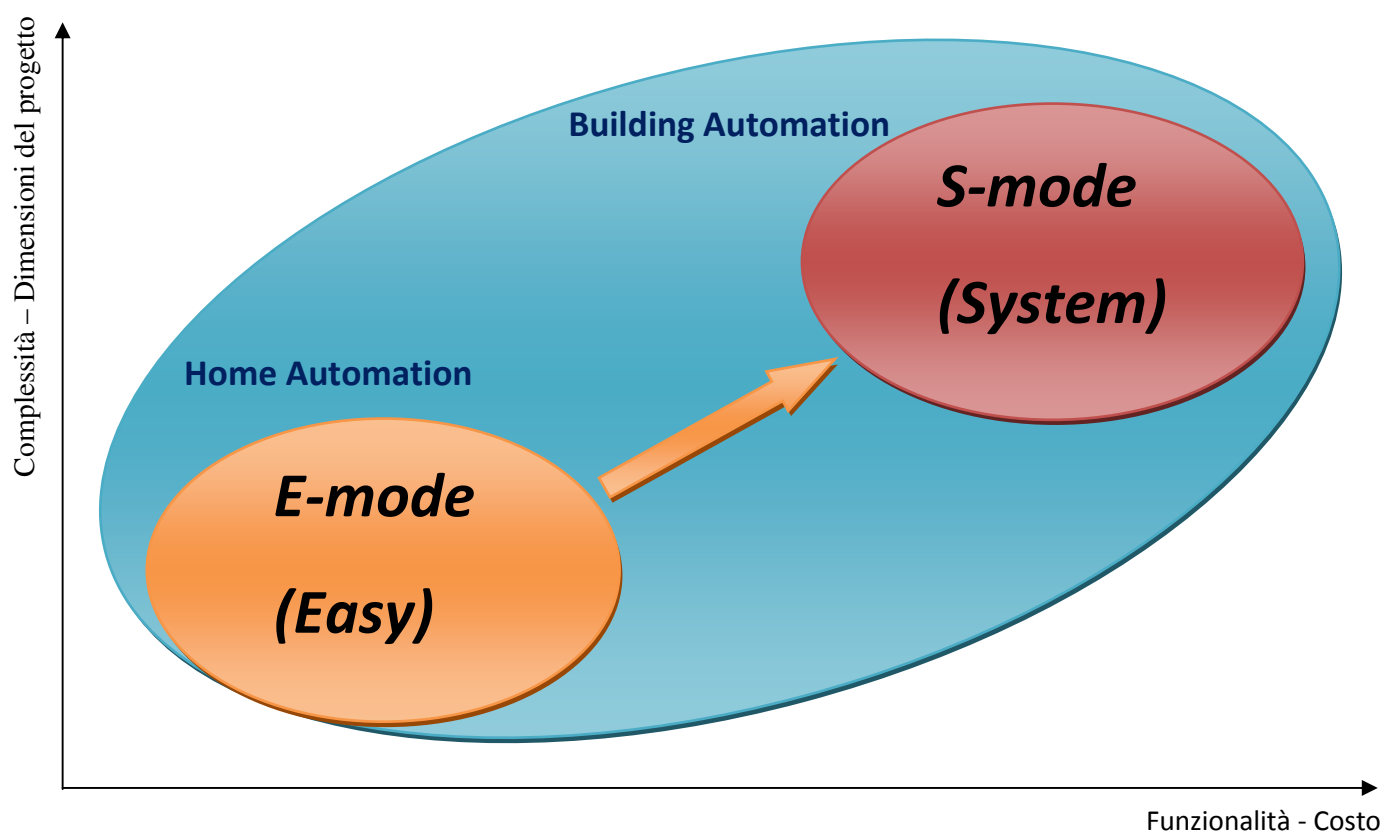 Complessità – Dimensioni del progetto
Building Automation
S-mode
(System)
Home Automation
E-mode
(Easy)
Funzionalità - Costo